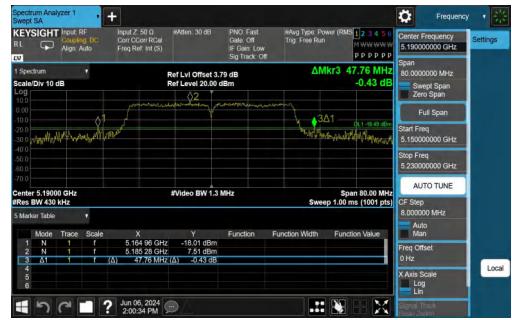 Spectrum Analyzer 1
Swept SA
+
Frequency
KEYSIGHT
RL
Input: RF
Coupling: DC
Align: Auto
Input Z: 50 Ω
Corr CCorr RCal
Freq Ref: Int (S)
#Atten: 30 dB
PNO: Fast
Gate: Off
IF Gain: Low
Sig Track: Off
#Avg Type: Power (RMS)
Trig: Free Run
1 2 3 4 5 6
M W W W W W
P P P P P P
LV
1 Spectrum
Scale/Div 10 dB
Ref Lvl Offset 3.79 dB
Ref Level 20.00 dBm
ΔMkr3 47.76 MHz
-0.43 dB
Log
10.0
0.00
-10.0
-20.0
-30.0
-40.0
-50.0
-60.0
-70.0
1
2
3Δ1
Center 5.19000 GHz
#Res BW 430 kHz
#Video BW 1.3 MHz
Span 80.00 MHz
Sweep 1.00 ms (1001 pts)
5 Marker Table
Mode Trace Scale X Y Function Function Width Function Value
1 N 1 f 5.164 96 GHz -18.01 dBm
2 N 1 f 5.185 28 GHz 7.51 dBm
3 Δ1 1 f (Δ) 47.76 MHz (Δ) -0.43 dB
4
5
6
Jun 06, 2024
2:00:34 PM
Center Frequency
5.190000000 GHz
Settings
Span
80.0000000 MHz
Swept Span
Zero Span
Full Span
Start Freq
5.150000000 GHz
Stop Freq
5.230000000 GHz
AUTO TUNE
CF Step
8.000000 MHz
Auto
Man
Freq Offset
0 Hz
X Axis Scale
Log
Lin
Signal Track
Local